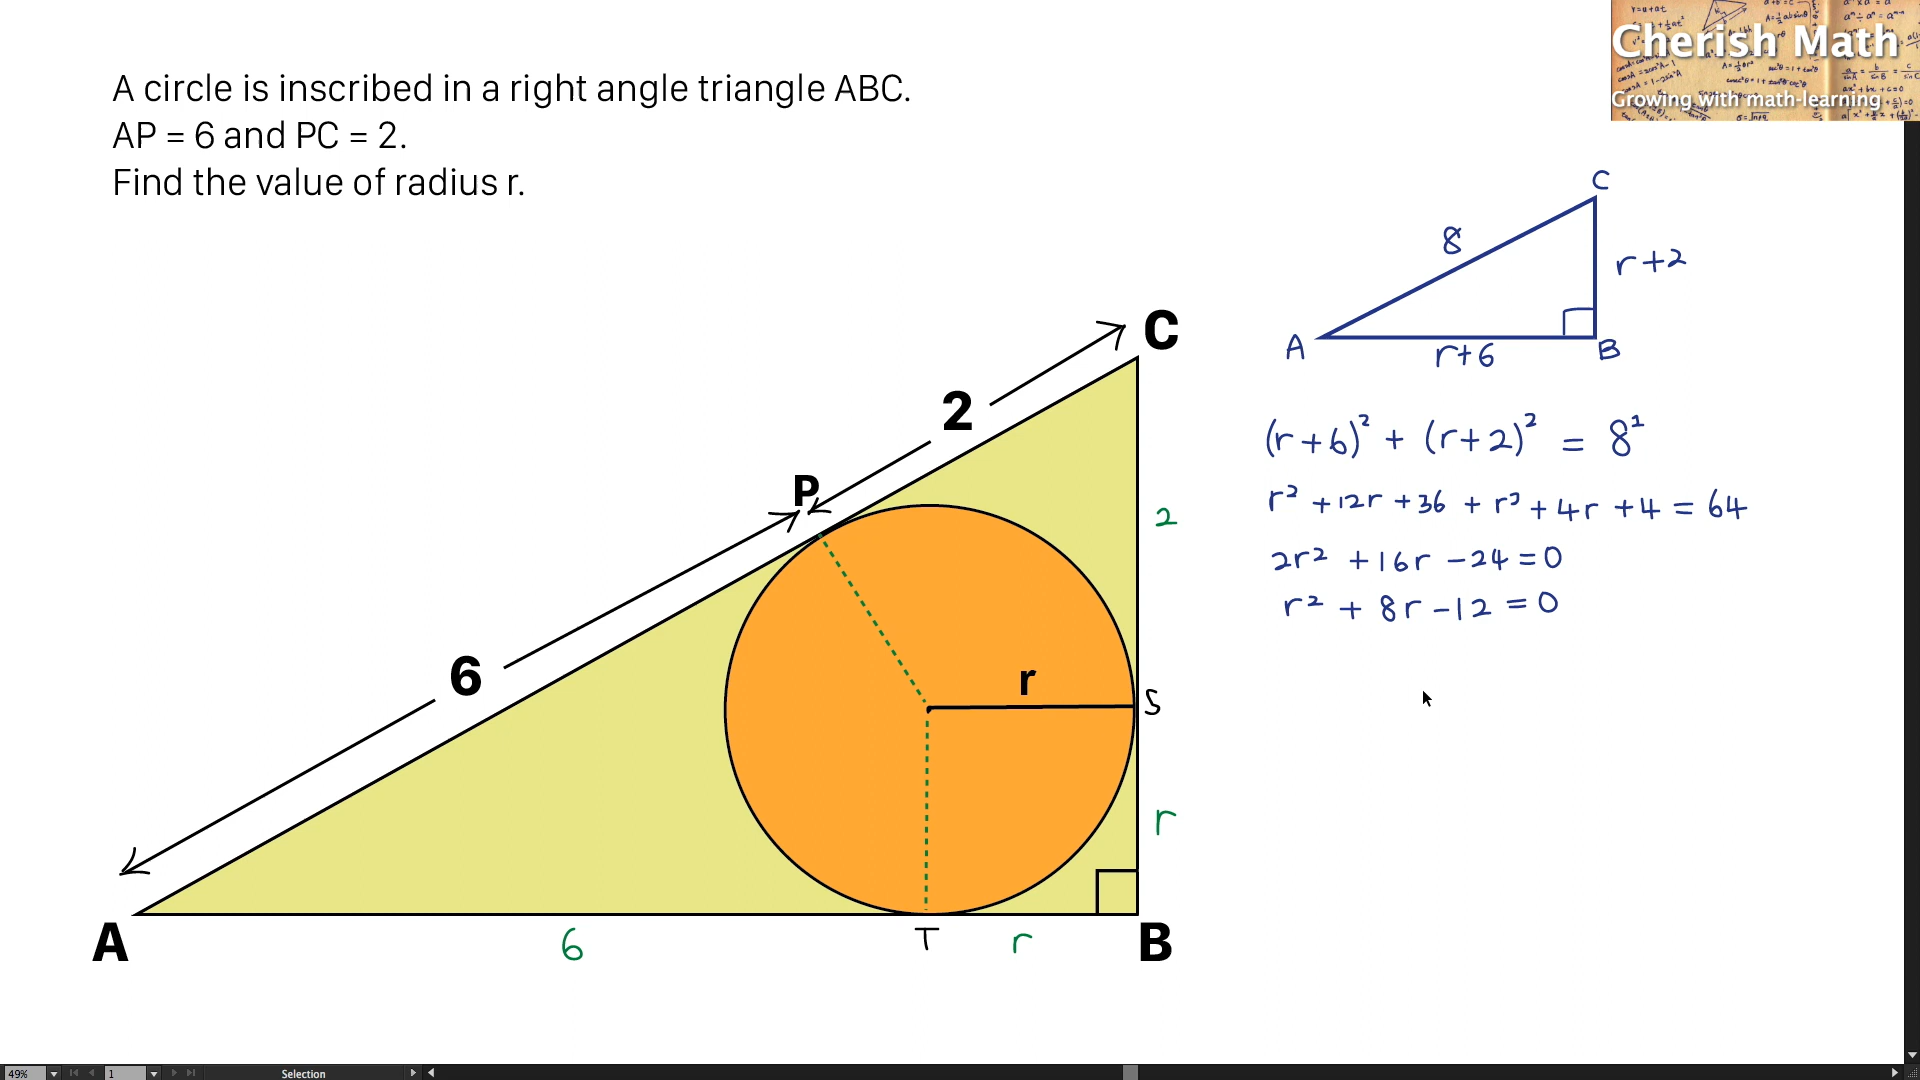 Cherish Math
Growing with math-learning
A circle is inscribed in a right angle triangle ABC.
AP = 6 and PC = 2.
Find the value of radius r.
C
8
r+2
A
r+6
B
C
2
P
6
r
S
2
r
A
6
T
r
B
(r+6)² + (r+2)² = 8²
r² + 12r + 36 + r² + 4r + 4 = 64
2r² + 16r - 24 = 0
r² + 8r - 12 = 0
49%
1
Selection